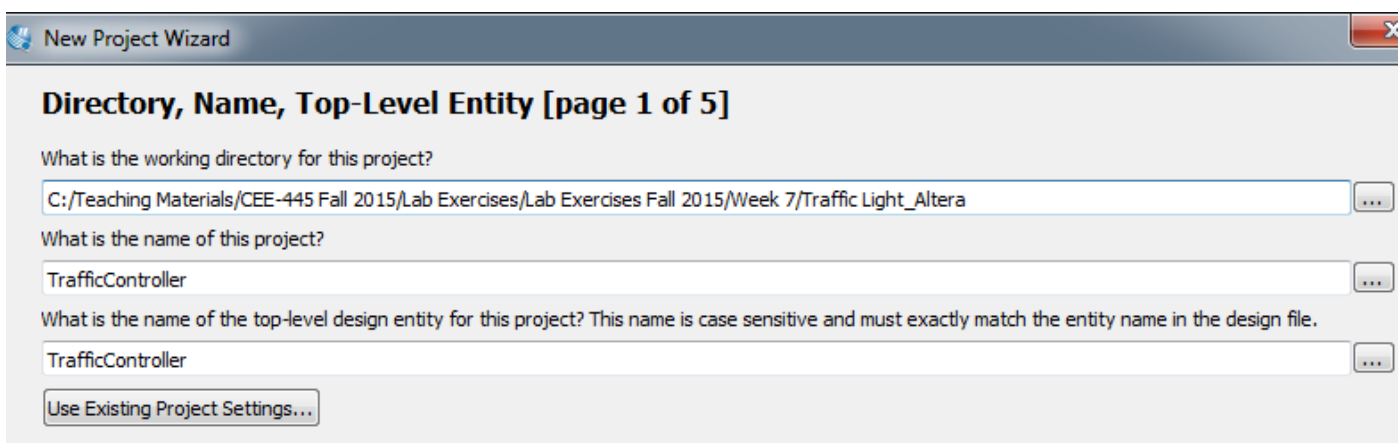 New Project Wizard
Directory, Name, Top-Level Entity [page 1 of 5]
What is the working directory for this project?
C:/Teaching Materials/CEE-445 Fall 2015/Lab Exercises/Lab Exercises Fall 2015/Week 7/Traffic Light_Altera
...
What is the name of this project?
TrafficController
...
What is the name of the top-level design entity for this project? This name is case sensitive and must exactly match the entity name in the design file.
TrafficController
...
Use Existing Project Settings...